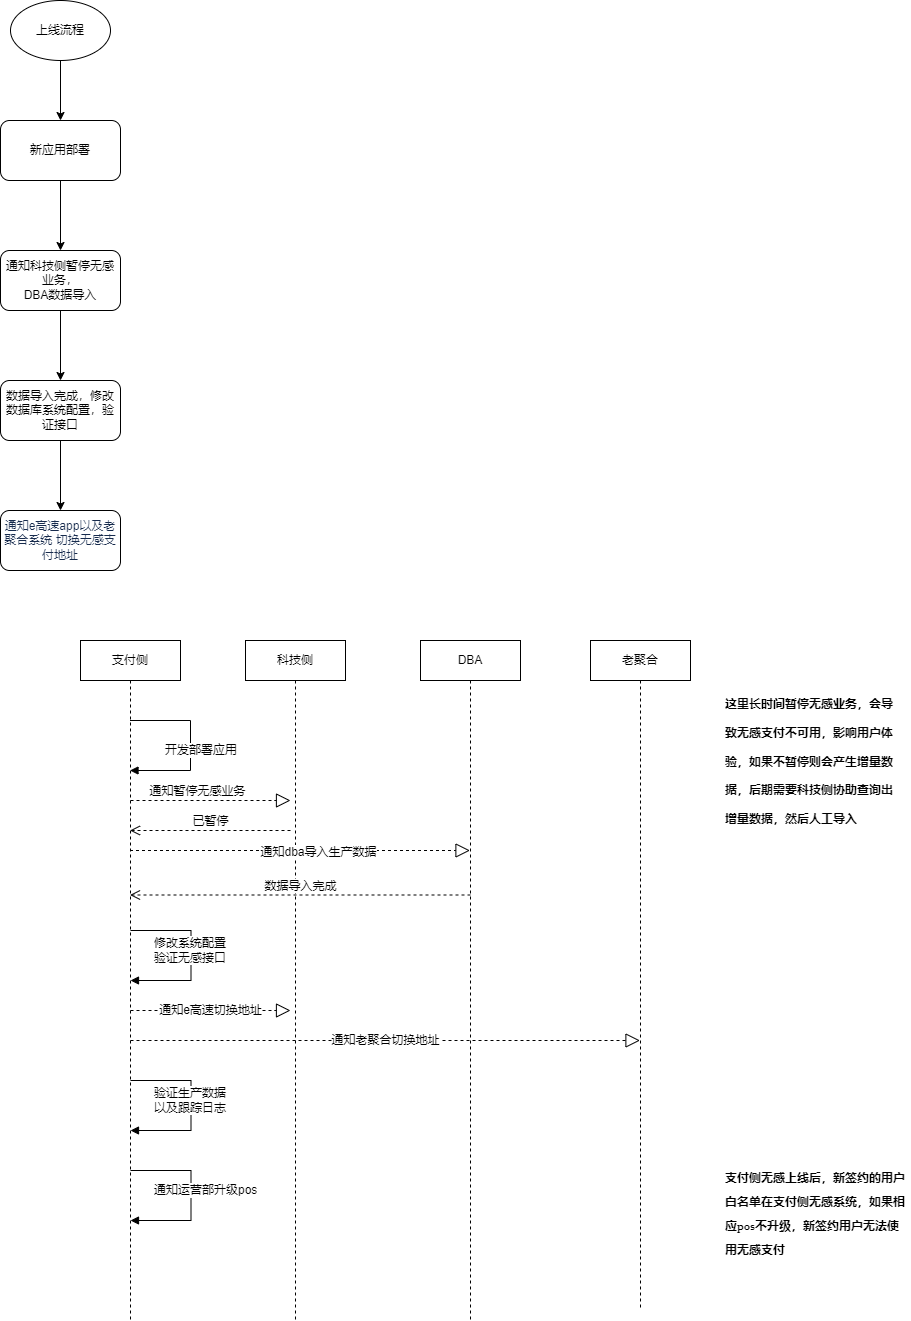 上线流程
新应用部署
通知科技侧暂停无感
业务，
DBA数据导入
数据导入完成，修改
数据库系统配置，验
证接口
通知e高速app以及老
聚合系统 切换无感支
付地址
支付侧
科技侧
DBA
老聚合
开发部署应用
通知暂停无感业务
已暂停
通知dba导入生产数据
数据导入完成
修改系统配置
验证无感接口
通知e高速切换地址
通知老聚合切换地址
验证生产数据
以及跟踪日志
通知运营部升级pos
这里长时间暂停无感业务，会导
致无感支付不可用，影响用户体
验，如果不暂停则会产生增量数
据，后期需要科技侧协助查询出
增量数据，然后人工导入
支付侧无感上线后，新签约的用户
白名单在支付侧无感系统，如果相
应pos不升级，新签约用户无法使
用无感支付